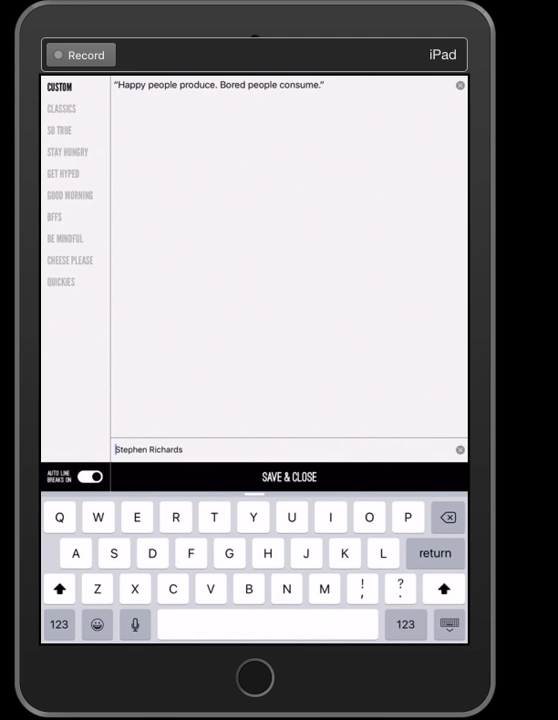 Record
iPad
CUSTOM
“Happy people produce. Bored people consume.”
CLASSICS
SO TRUE
STAY HUNGRY
GET HYPED
GOOD MORNING
BFFS
BE MINDFUL
CHEESE PLEASE
QUICKIES
Stephen Richards
AUTO LINE
BREAKS ON
SAVE & CLOSE
Q W E R T Y U I O P
A S D F G H J K L return
Z X C V B N M ! , ? .
123 123